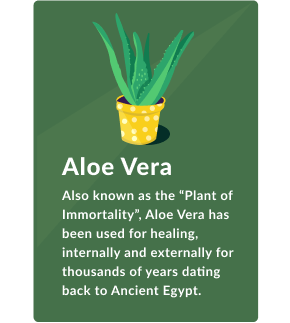 Aloe Vera
Also known as the “Plant of
Immortality”, Aloe Vera has
been used for healing,
internally and externally for
thousands of years dating
back to Ancient Egypt.